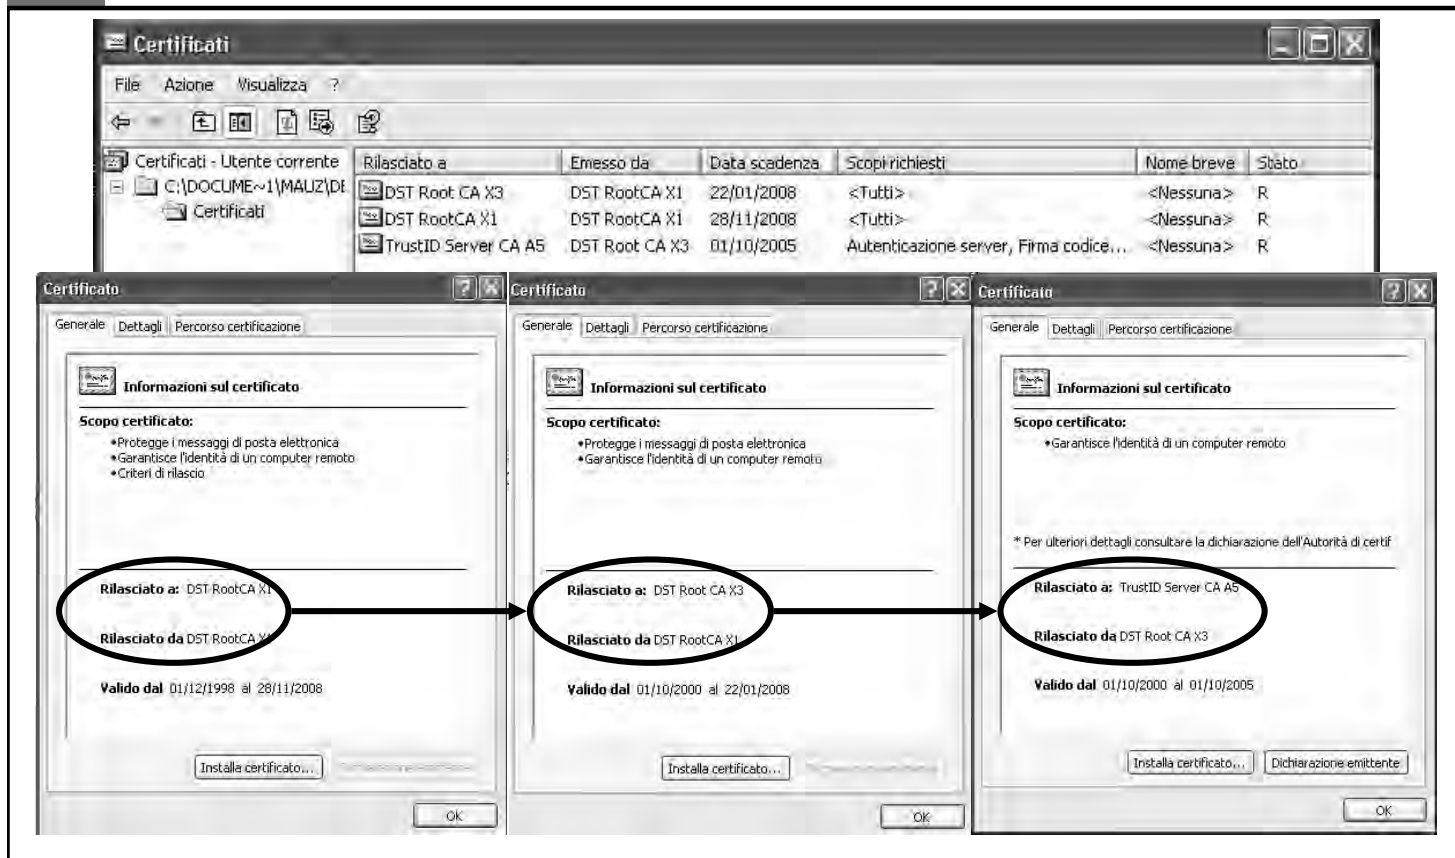 Certificati
File Azione Visualizza ?
Certificati - Utente corrente
C:\DOCUME~1\MAUZ\DE
Certificati
Rilasciato a Emesso da Data scadenza Scopi richiesti Nome breve Stato
DST Root CA X3 DST RootCA X1 22/01/2008 <Tutti> <Nessuna> R
DST RootCA X1 DST RootCA X1 28/11/2008 <Tutti> <Nessuna> R
TrustID Server CA A5 DST Root CA X3 01/10/2005 Autenticazione server, Firma codice... <Nessuna> R
Certificato
Generale Dettagli Percorso certificazione
Informazioni sul certificato
Scopo certificato:
•Protegge i messaggi di posta elettronica
•Garantisce l'identità di un computer remoto
•Criteri di rilascio
Rilasciato a: DST RootCA X1
Rilasciato da DST RootCA X1
Valido dal 01/12/1998 al 28/11/2008
Installa certificato...
OK
Certificato
Generale Dettagli Percorso certificazione
Informazioni sul certificato
Scopo certificato:
•Protegge i messaggi di posta elettronica
•Garantisce l'identità di un computer remoto
Rilasciato a: DST Root CA X3
Rilasciato da DST RootCA X1
Valido dal 01/10/2000 al 22/01/2008
Installa certificato...
OK
Certificato
Generale Dettagli Percorso certificazione
Informazioni sul certificato
Scopo certificato:
•Garantisce l'identità di un computer remoto
* Per ulteriori dettagli consultare la dichiarazione dell'Autorità di certif
Rilasciato a: TrustID Server CA A5
Rilasciato da DST Root CA X3
Valido dal 01/10/2000 al 01/10/2005
Installa certificato... Dichiarazione emittente
OK